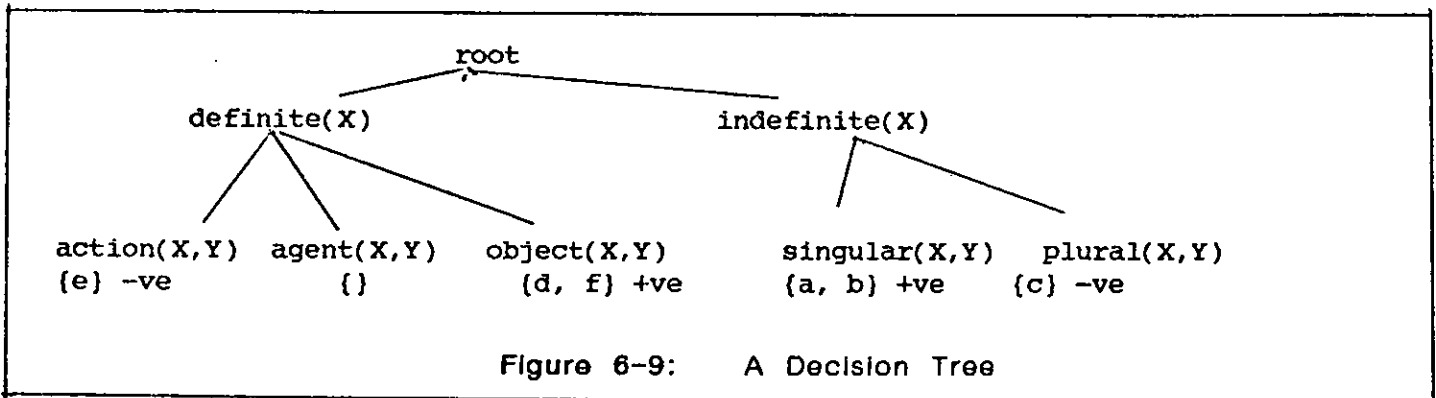 root
definite(X) indefinite(X)
action(X,Y) agent(X,Y) object(X,Y) singular(X,Y) plural(X,Y)
{e} -ve {} {d, f} +ve {a, b} +ve {c} -ve
Figure 6-9: A Decision Tree